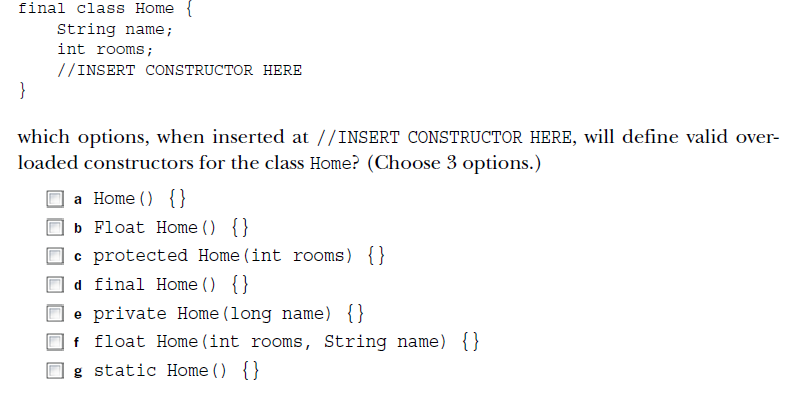 final class Home {
String name;
int rooms;
//INSERT CONSTRUCTOR HERE
}
which options, when inserted at //INSERT CONSTRUCTOR HERE, will define valid over-
loaded constructors for the class Home? (Choose 3 options.)
a Home() {}
b Float Home() {}
c protected Home(int rooms) {}
d final Home() {}
e private Home(long name) {}
f float Home(int rooms, String name) {}
g static Home() {}